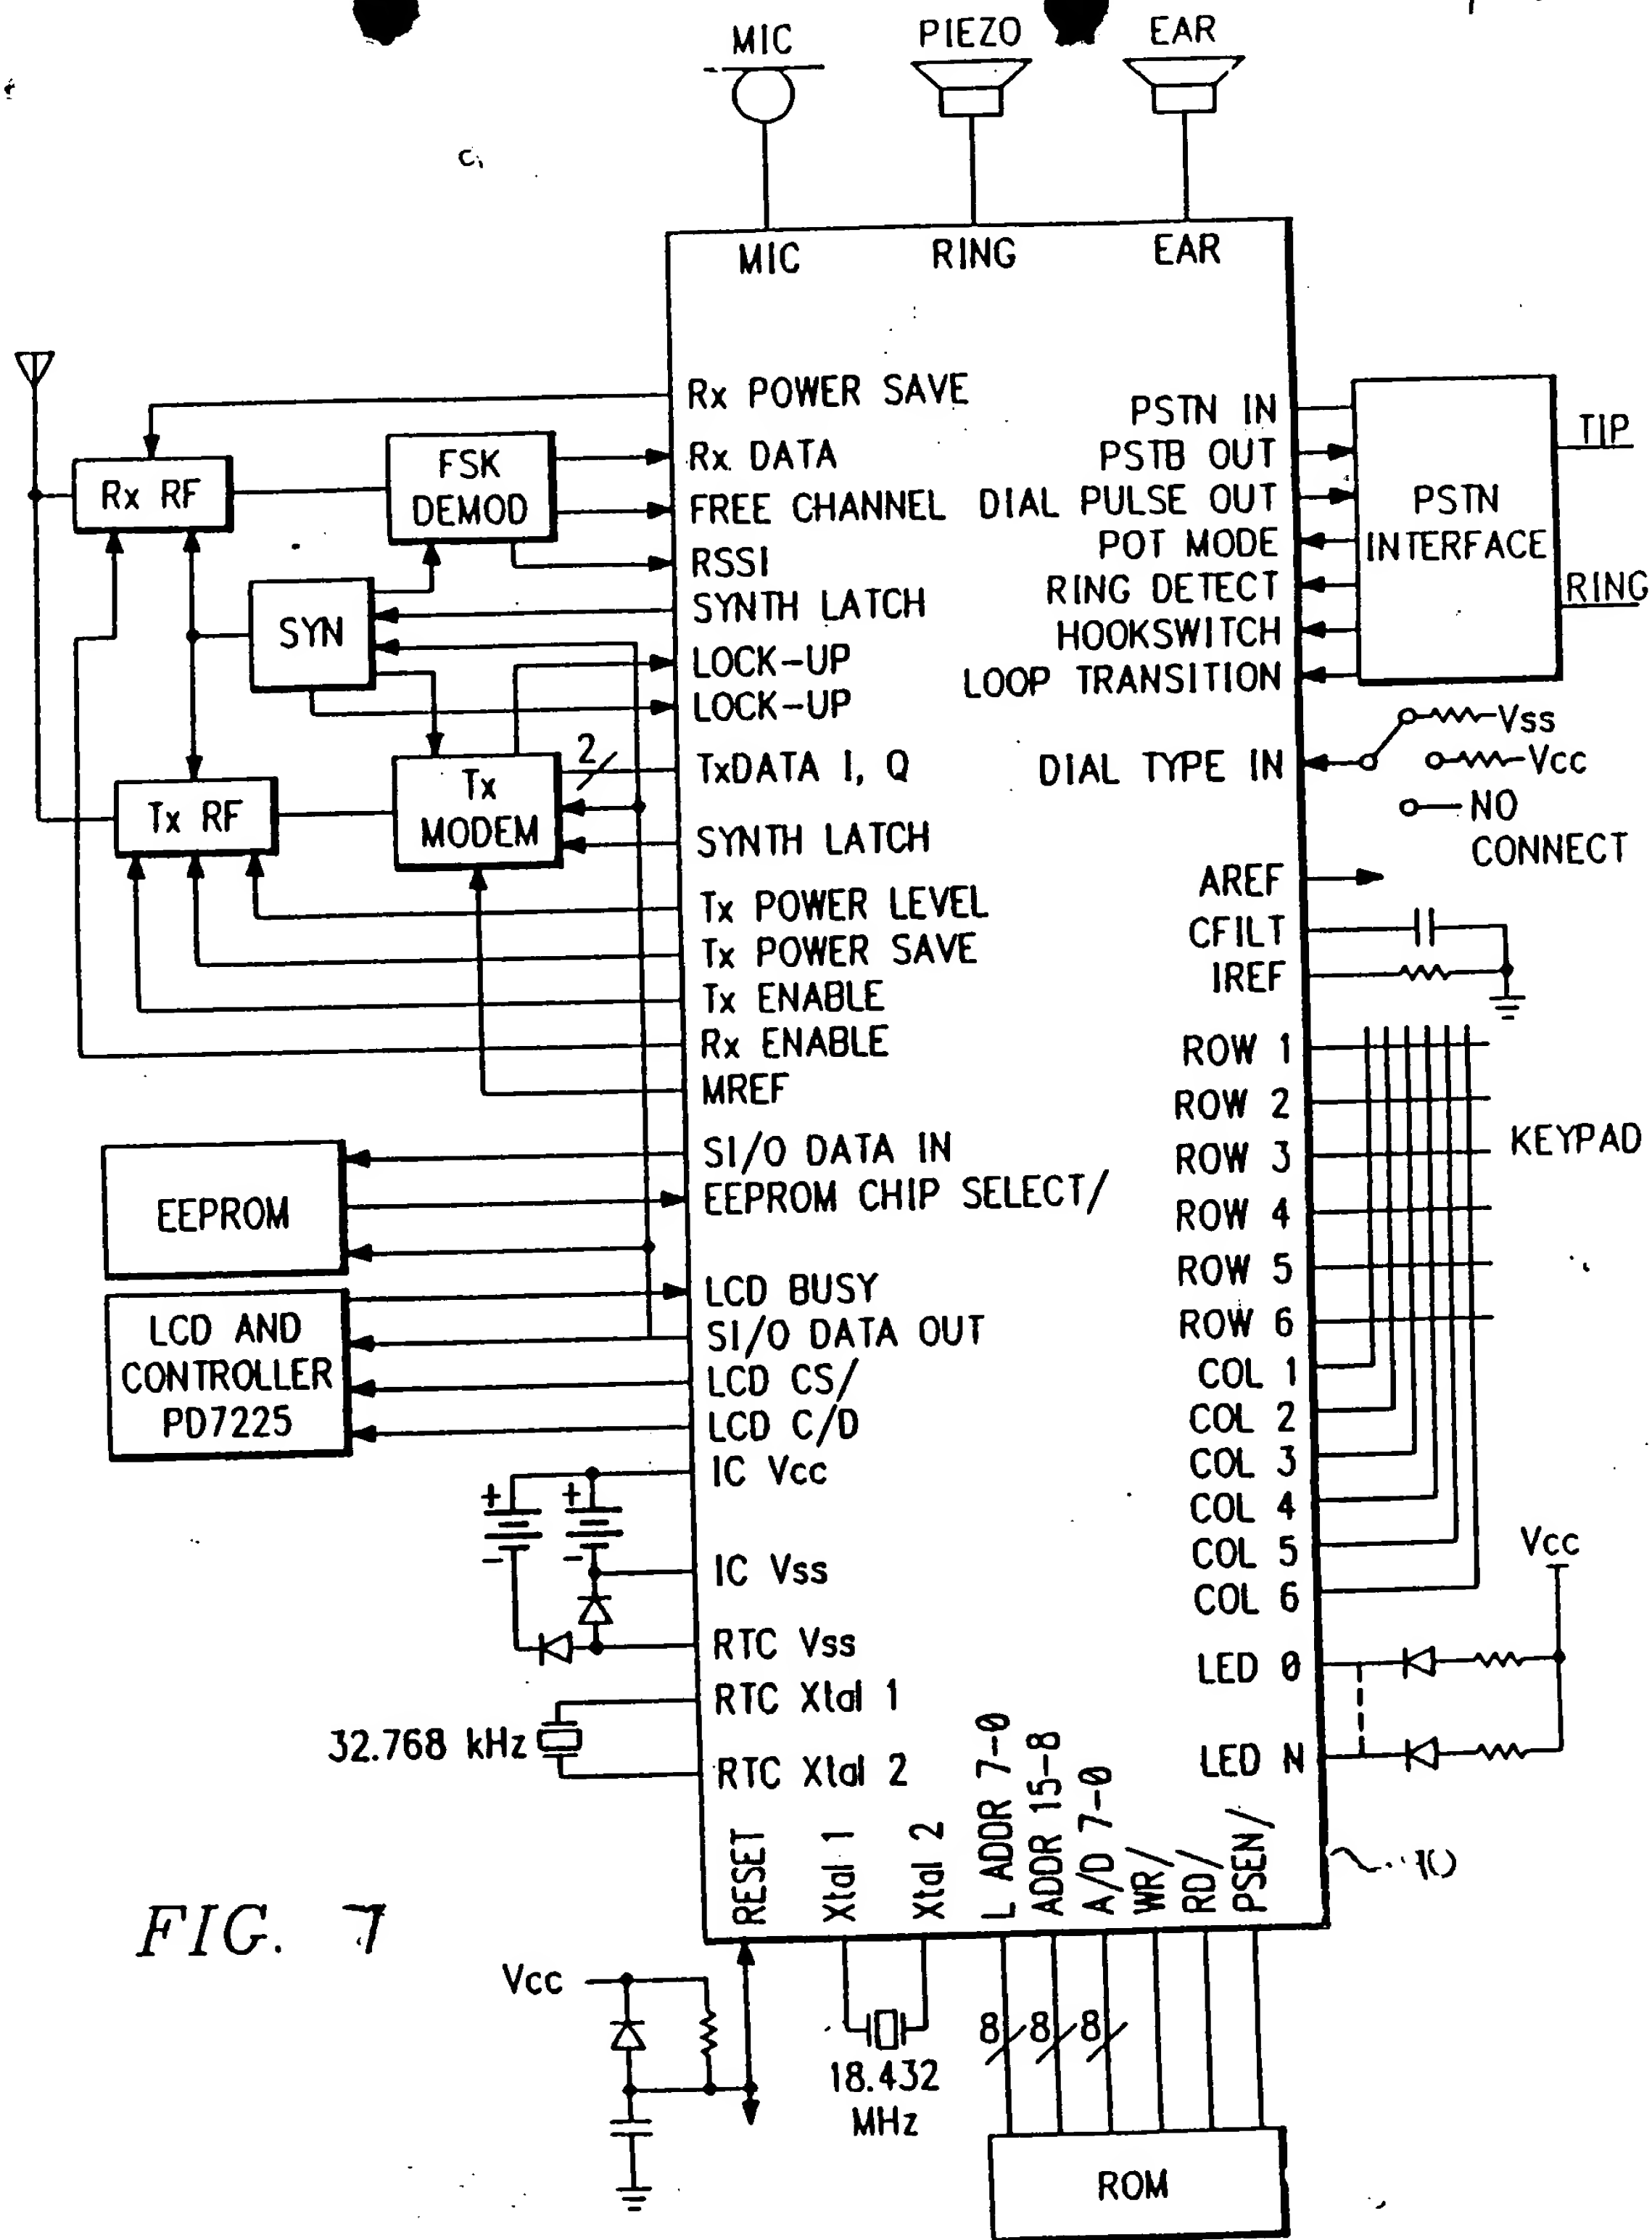 MIC PIEZO EAR
MIC RING EAR
Rx POWER SAVE
Rx DATA
FREE CHANNEL
RSSI
SYNTH LATCH
LOCK-UP
LOCK-UP
TxDATA I, Q
SYNTH LATCH
Tx POWER LEVEL
Tx POWER SAVE
Tx ENABLE
Rx ENABLE
MREF
SI/O DATA IN
EEPROM CHIP SELECT/
LCD BUSY
SI/O DATA OUT
LCD CS/
LCD C/D
IC Vcc
IC Vss
RTC Vss
RTC Xtal 1
RTC Xtal 2
Rx RF
FSK
DEMOD
SYN
2
Tx RF
Tx
MODEM
EEPROM
LCD AND
CONTROLLER
PD7225
+ +
- -
32.768 kHz
PSTN IN
PSTB OUT
DIAL PULSE OUT
POT MODE
RING DETECT
HOOKSWITCH
LOOP TRANSITION
DIAL TYPE IN
AREF
CFILT
IREF
ROW 1
ROW 2
ROW 3
ROW 4
ROW 5
ROW 6
COL 1
COL 2
COL 3
COL 4
COL 5
COL 6
LED 0
LED N
PSTN
INTERFACE
TIP
RING
Vss
Vcc
NO
CONNECT
KEYPAD
Vcc
10
RESET
Xtal 1
Xtal 2
L ADDR 7-0
ADDR 15-8
A/D 7-0
WR/
RD/
PSEN/
FIG. 7
Vcc
18.432
MHz
8 8 8
ROM